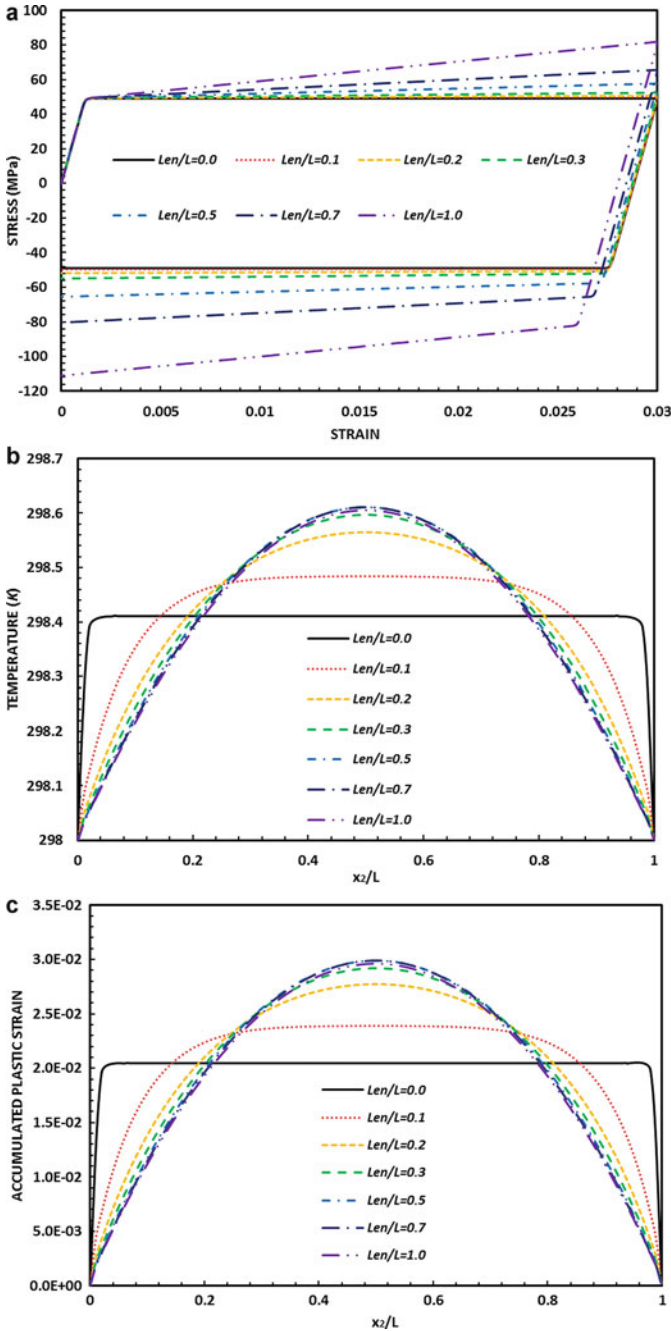 a
100
80
60
40
20
0
-20
-40
-60
-80
-100
-120
STRESS (MPa)
Len/L=0.0 Len/L=0.1 Len/L=0.2 Len/L=0.3
Len/L=0.5 Len/L=0.7 Len/L=1.0
0 0.005 0.01 0.015 0.02 0.025 0.03
STRAIN
b
298.7
298.6
298.5
298.4
298.3
298.2
298.1
298
TEMPERATURE (K)
Len/L=0.0
Len/L=0.1
Len/L=0.2
Len/L=0.3
Len/L=0.5
Len/L=0.7
Len/L=1.0
0 0.2 0.4 0.6 0.8 1
x₂/L
c
3.5E-02
3.0E-02
2.5E-02
2.0E-02
1.5E-02
1.0E-02
5.0E-03
0.0E+00
ACCUMULATED PLASTIC STRAIN
Len/L=0.0
Len/L=0.1
Len/L=0.2
Len/L=0.3
Len/L=0.5
Len/L=0.7
Len/L=1.0
0 0.2 0.4 0.6 0.8 1
x₂/L